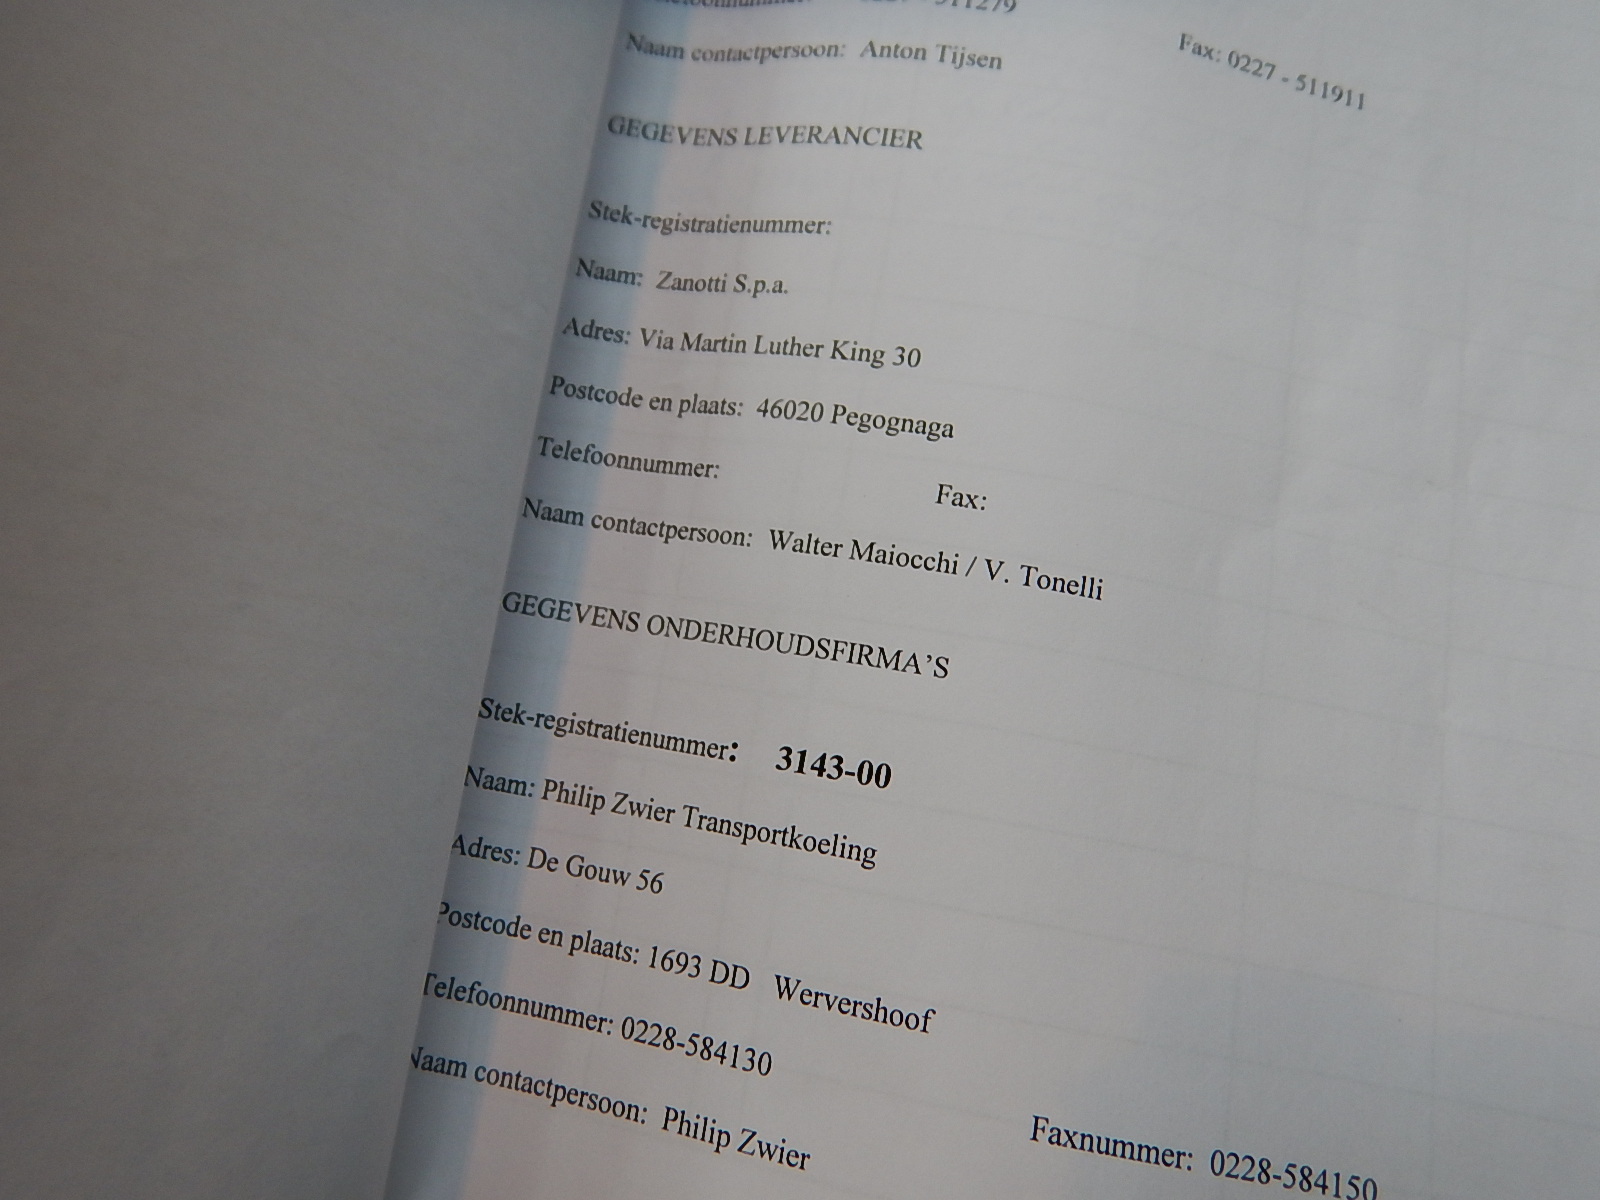 511279
Naam contactpersoon: Anton Tijsen
Fax: 0227 - 511911
GEGEVENS LEVERANCIER
Stek-registratienummer:
Naam: Zanotti S.p.a.
Adres: Via Martin Luther King 30
Postcode en plaats: 46020 Pegognaga
Telefoonnummer: Fax:
Naam contactpersoon: Walter Maiocchi / V. Tonelli
GEGEVENS ONDERHOUDSFIRMA'S
Stek-registratienummer: 3143-00
Naam: Philip Zwier Transportkoeling
Adres: De Gouw 56
Postcode en plaats: 1693 DD Wervershoof
Telefoonnummer: 0228-584130
Faxnummer: 0228-584150
Naam contactpersoon: Philip Zwier